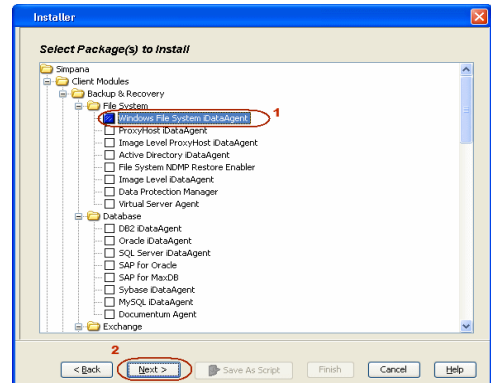 Installer
Select Package(s) to Install
Simpana
Client Modules
Backup & Recovery
File System
Windows File System iDataAgent
1
ProxyHost iDataAgent
Image Level ProxyHost iDataAgent
Active Directory iDataAgent
File System NDMP Restore Enabler
Image Level iDataAgent
Data Protection Manager
Virtual Server Agent
Database
DB2 iDataAgent
Oracle iDataAgent
SQL Server iDataAgent
SAP for Oracle
SAP for MaxDB
Sybase iDataAgent
MySQL iDataAgent
Documentum Agent
Exchange
2
< Back
Next >
Save As Script
Finish
Cancel
Help